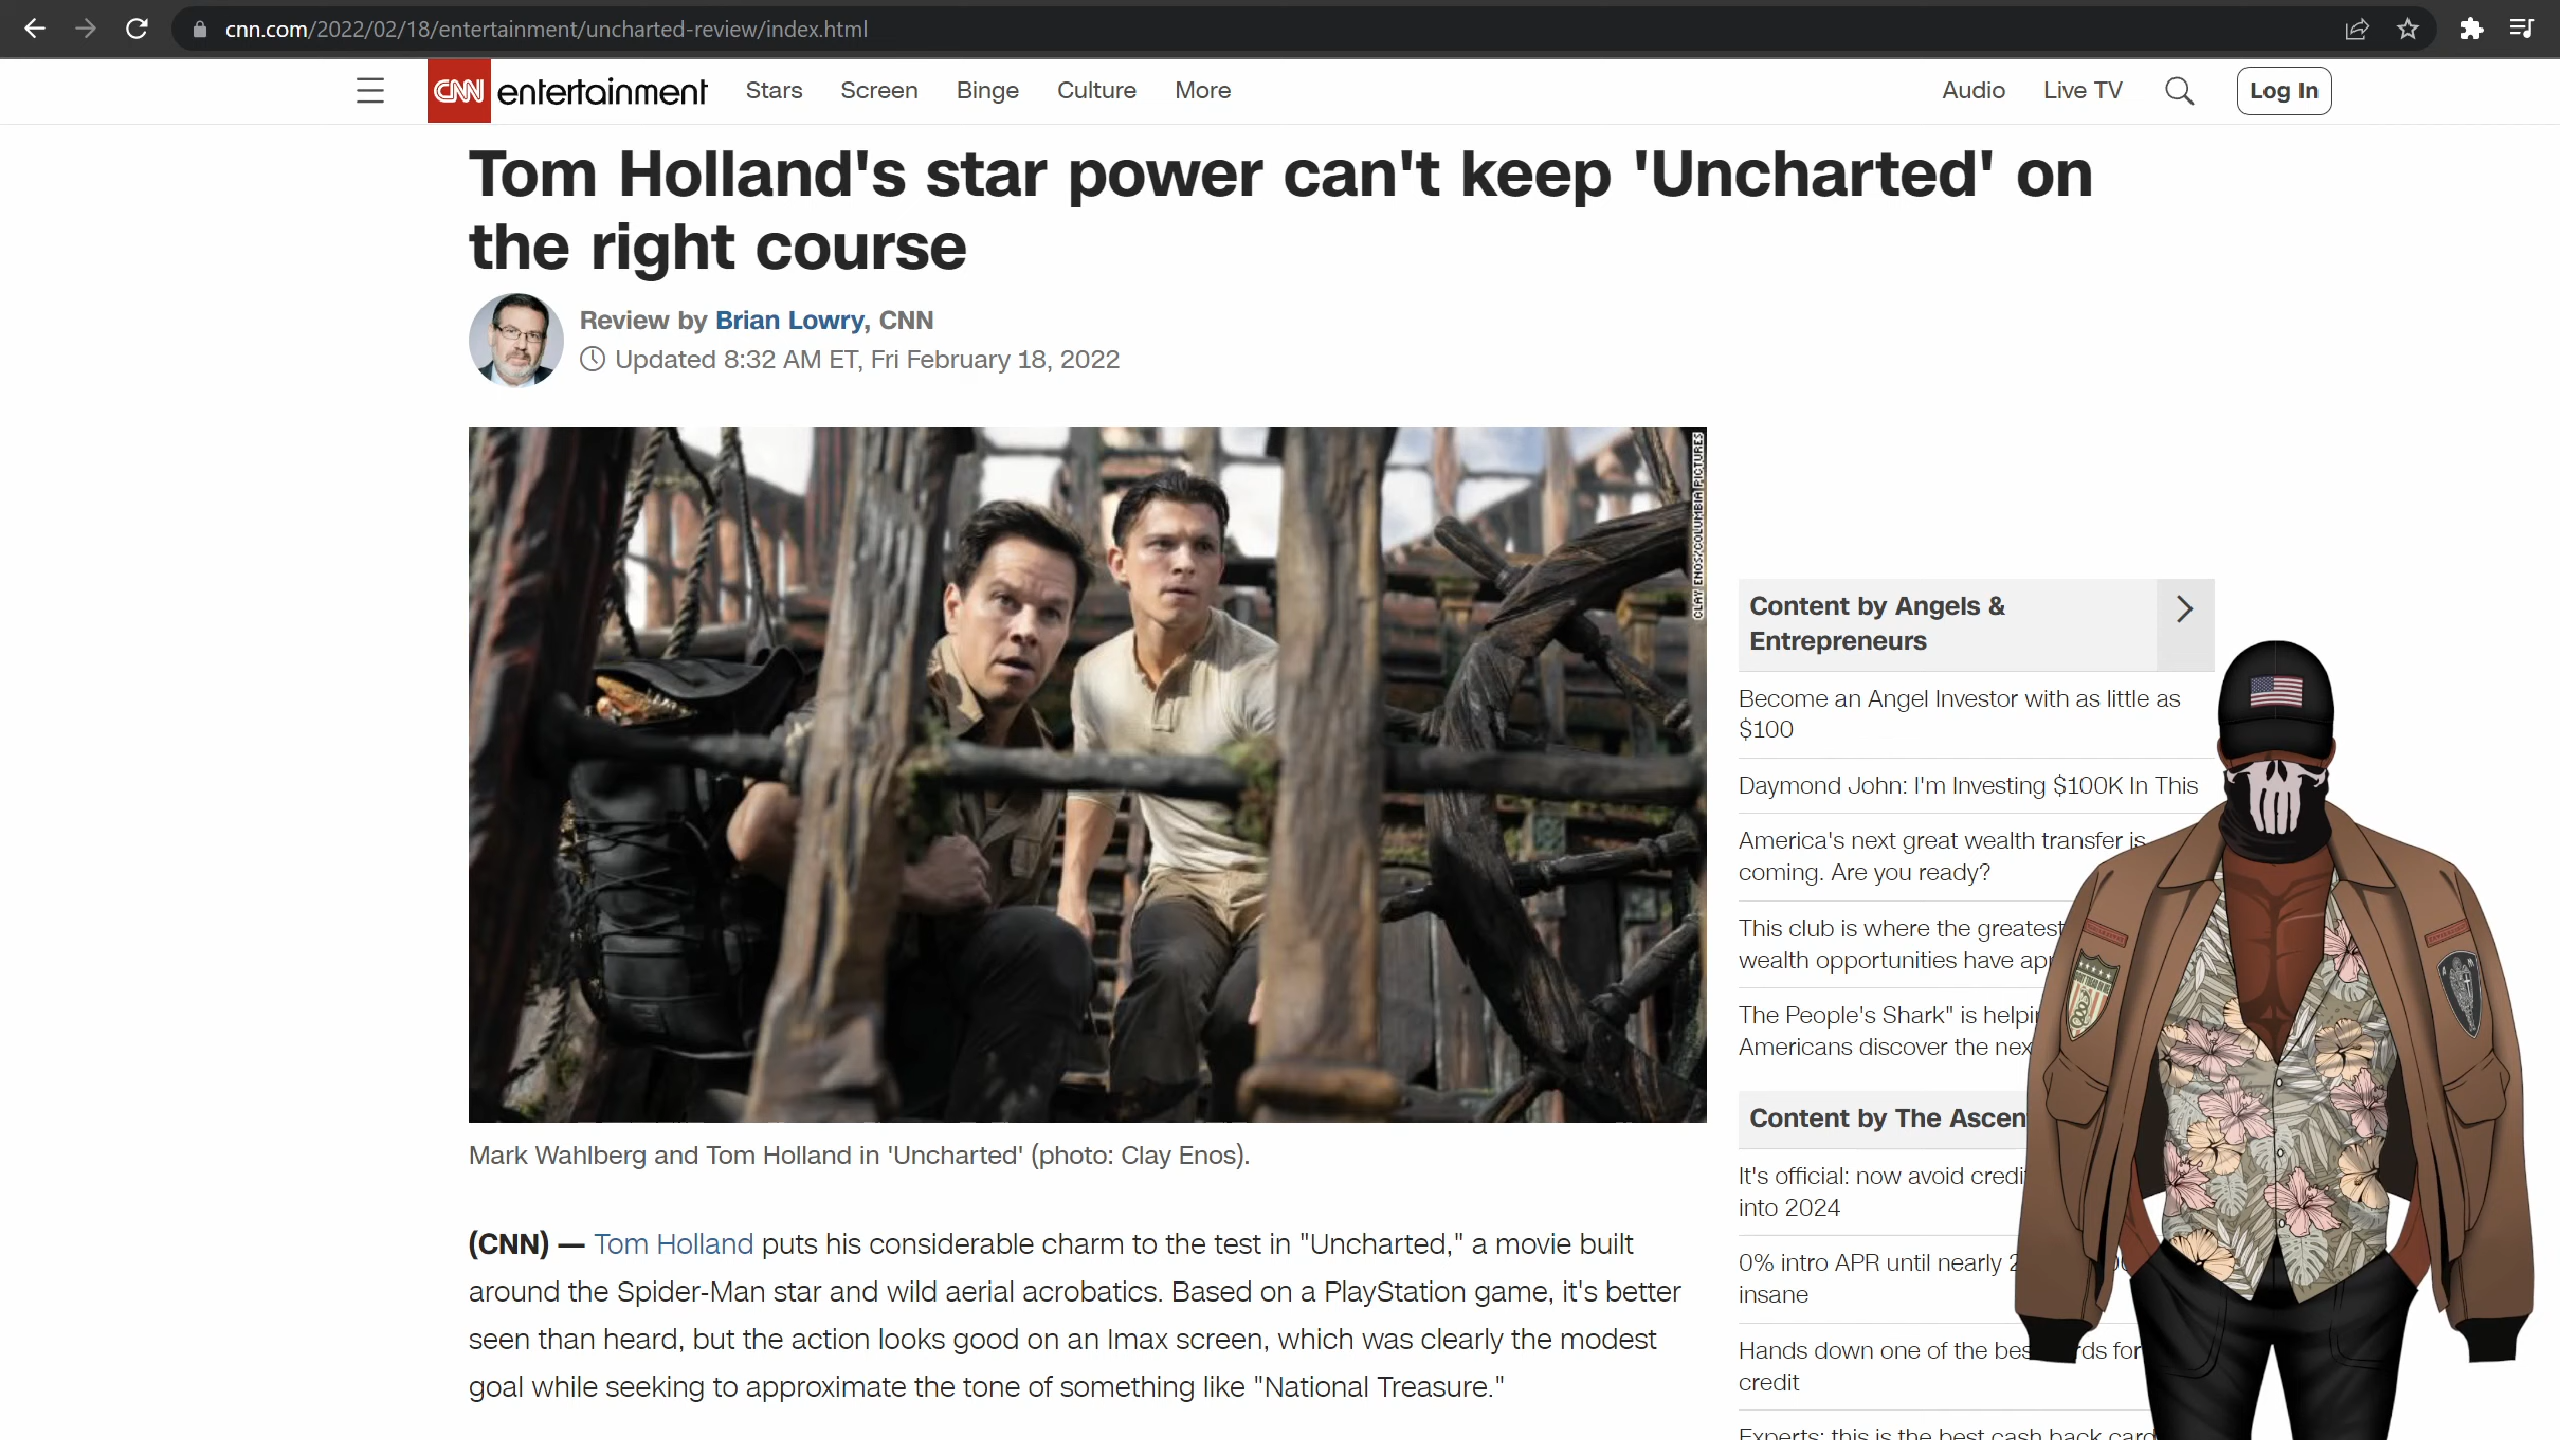 cnn.com/2022/02/18/entertainment/uncharted-review/index.html
CNN entertainment Stars Screen Binge Culture More Audio Live TV Log In
Tom Holland's star power can't keep 'Uncharted' on
the right course
Review by Brian Lowry, CNN
Updated 8:32 AM ET, Fri February 18, 2022
CLAY ENOS/COLUMBIA PICTURES
Mark Wahlberg and Tom Holland in 'Uncharted' (photo: Clay Enos).
(CNN) — Tom Holland puts his considerable charm to the test in "Uncharted," a movie built
around the Spider-Man star and wild aerial acrobatics. Based on a PlayStation game, it's better
seen than heard, but the action looks good on an Imax screen, which was clearly the modest
goal while seeking to approximate the tone of something like "National Treasure."
Content by Angels &
Entrepreneurs
Become an Angel Investor with as little as
$100
Daymond John: I'm Investing $100K In This
America's next great wealth transfer is
coming. Are you ready?
This club is where the greatest
wealth opportunities have
The People's Shark" is
Americans discover the
Content by The
It's official: now avoid
into 2024
0% intro APR until nearly
insane
Hands down one of the for
credit
Experts: this is the best cash back